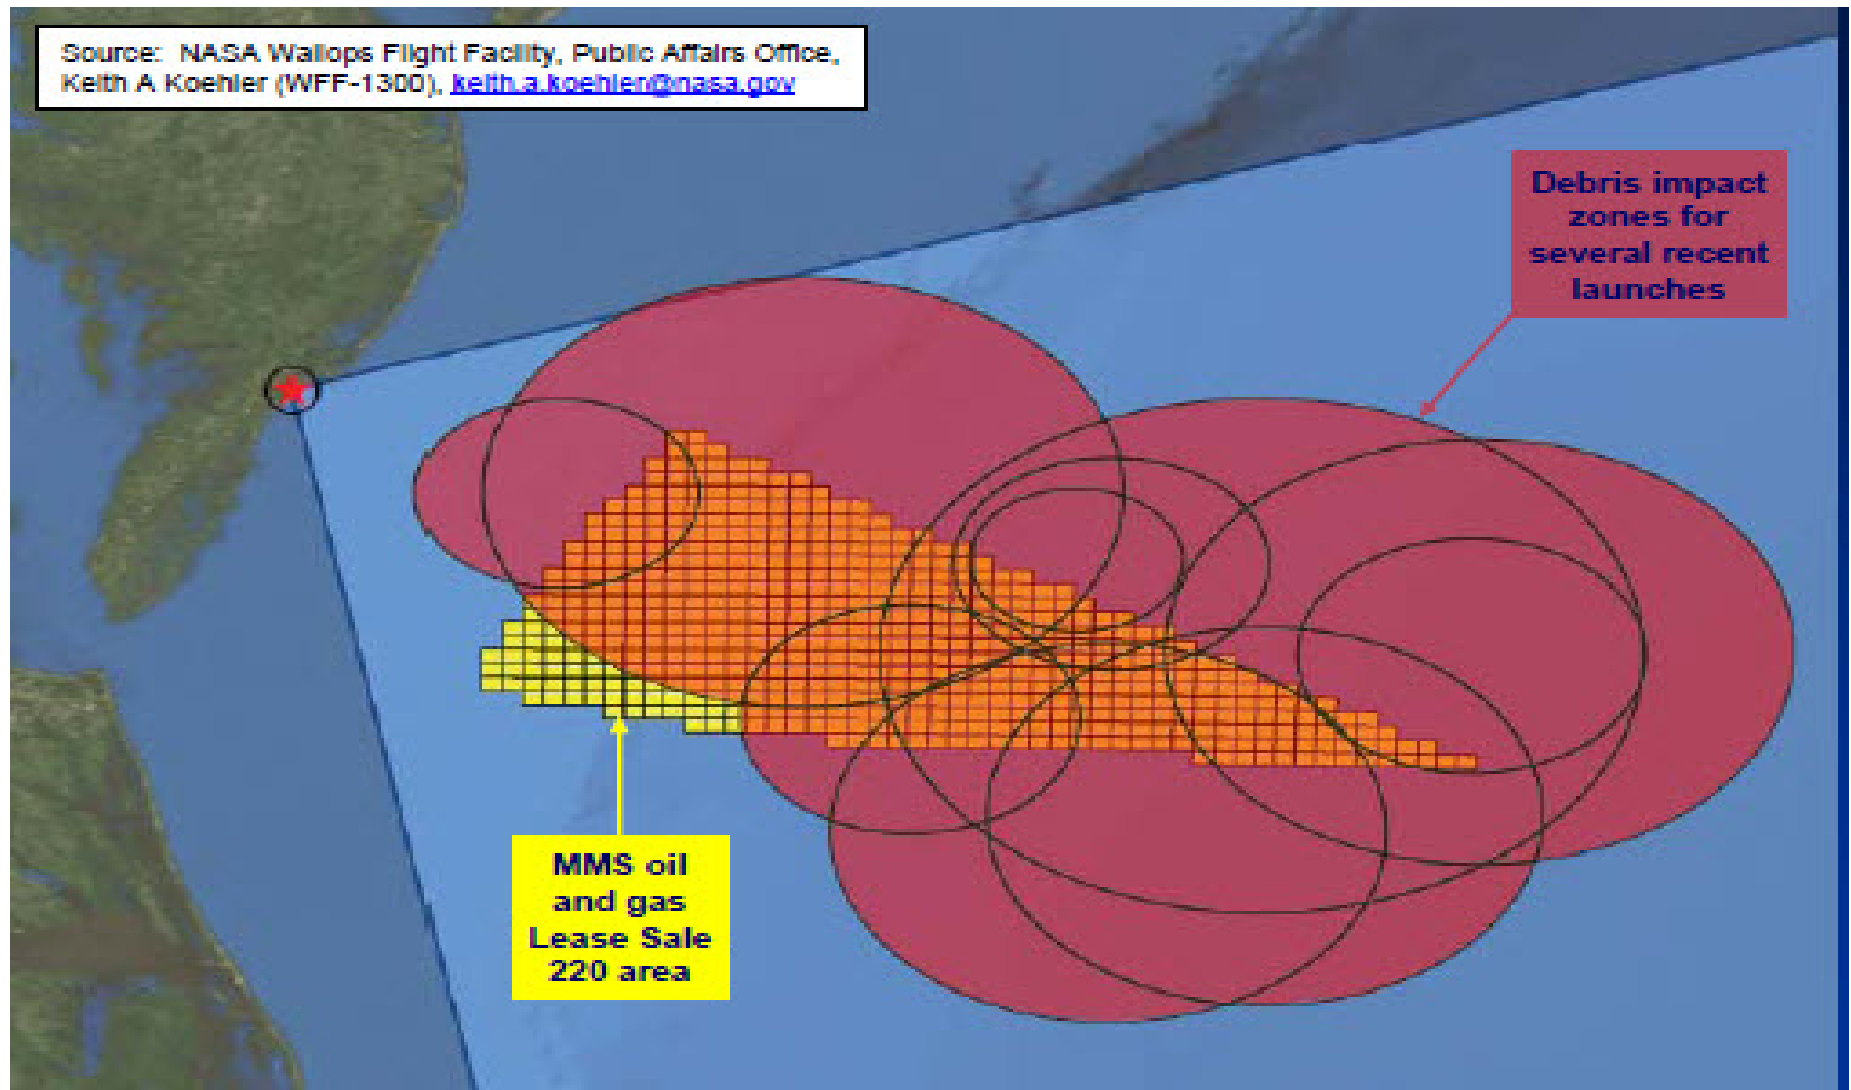 Source: NASA Wallops Flight Facility, Public Affairs Office,
Keith A Koehler (WFF-1300), keith.a.koehler@nasa.gov
Debris impact
zones for
several recent
launches
MMS oil
and gas
Lease Sale
220 area